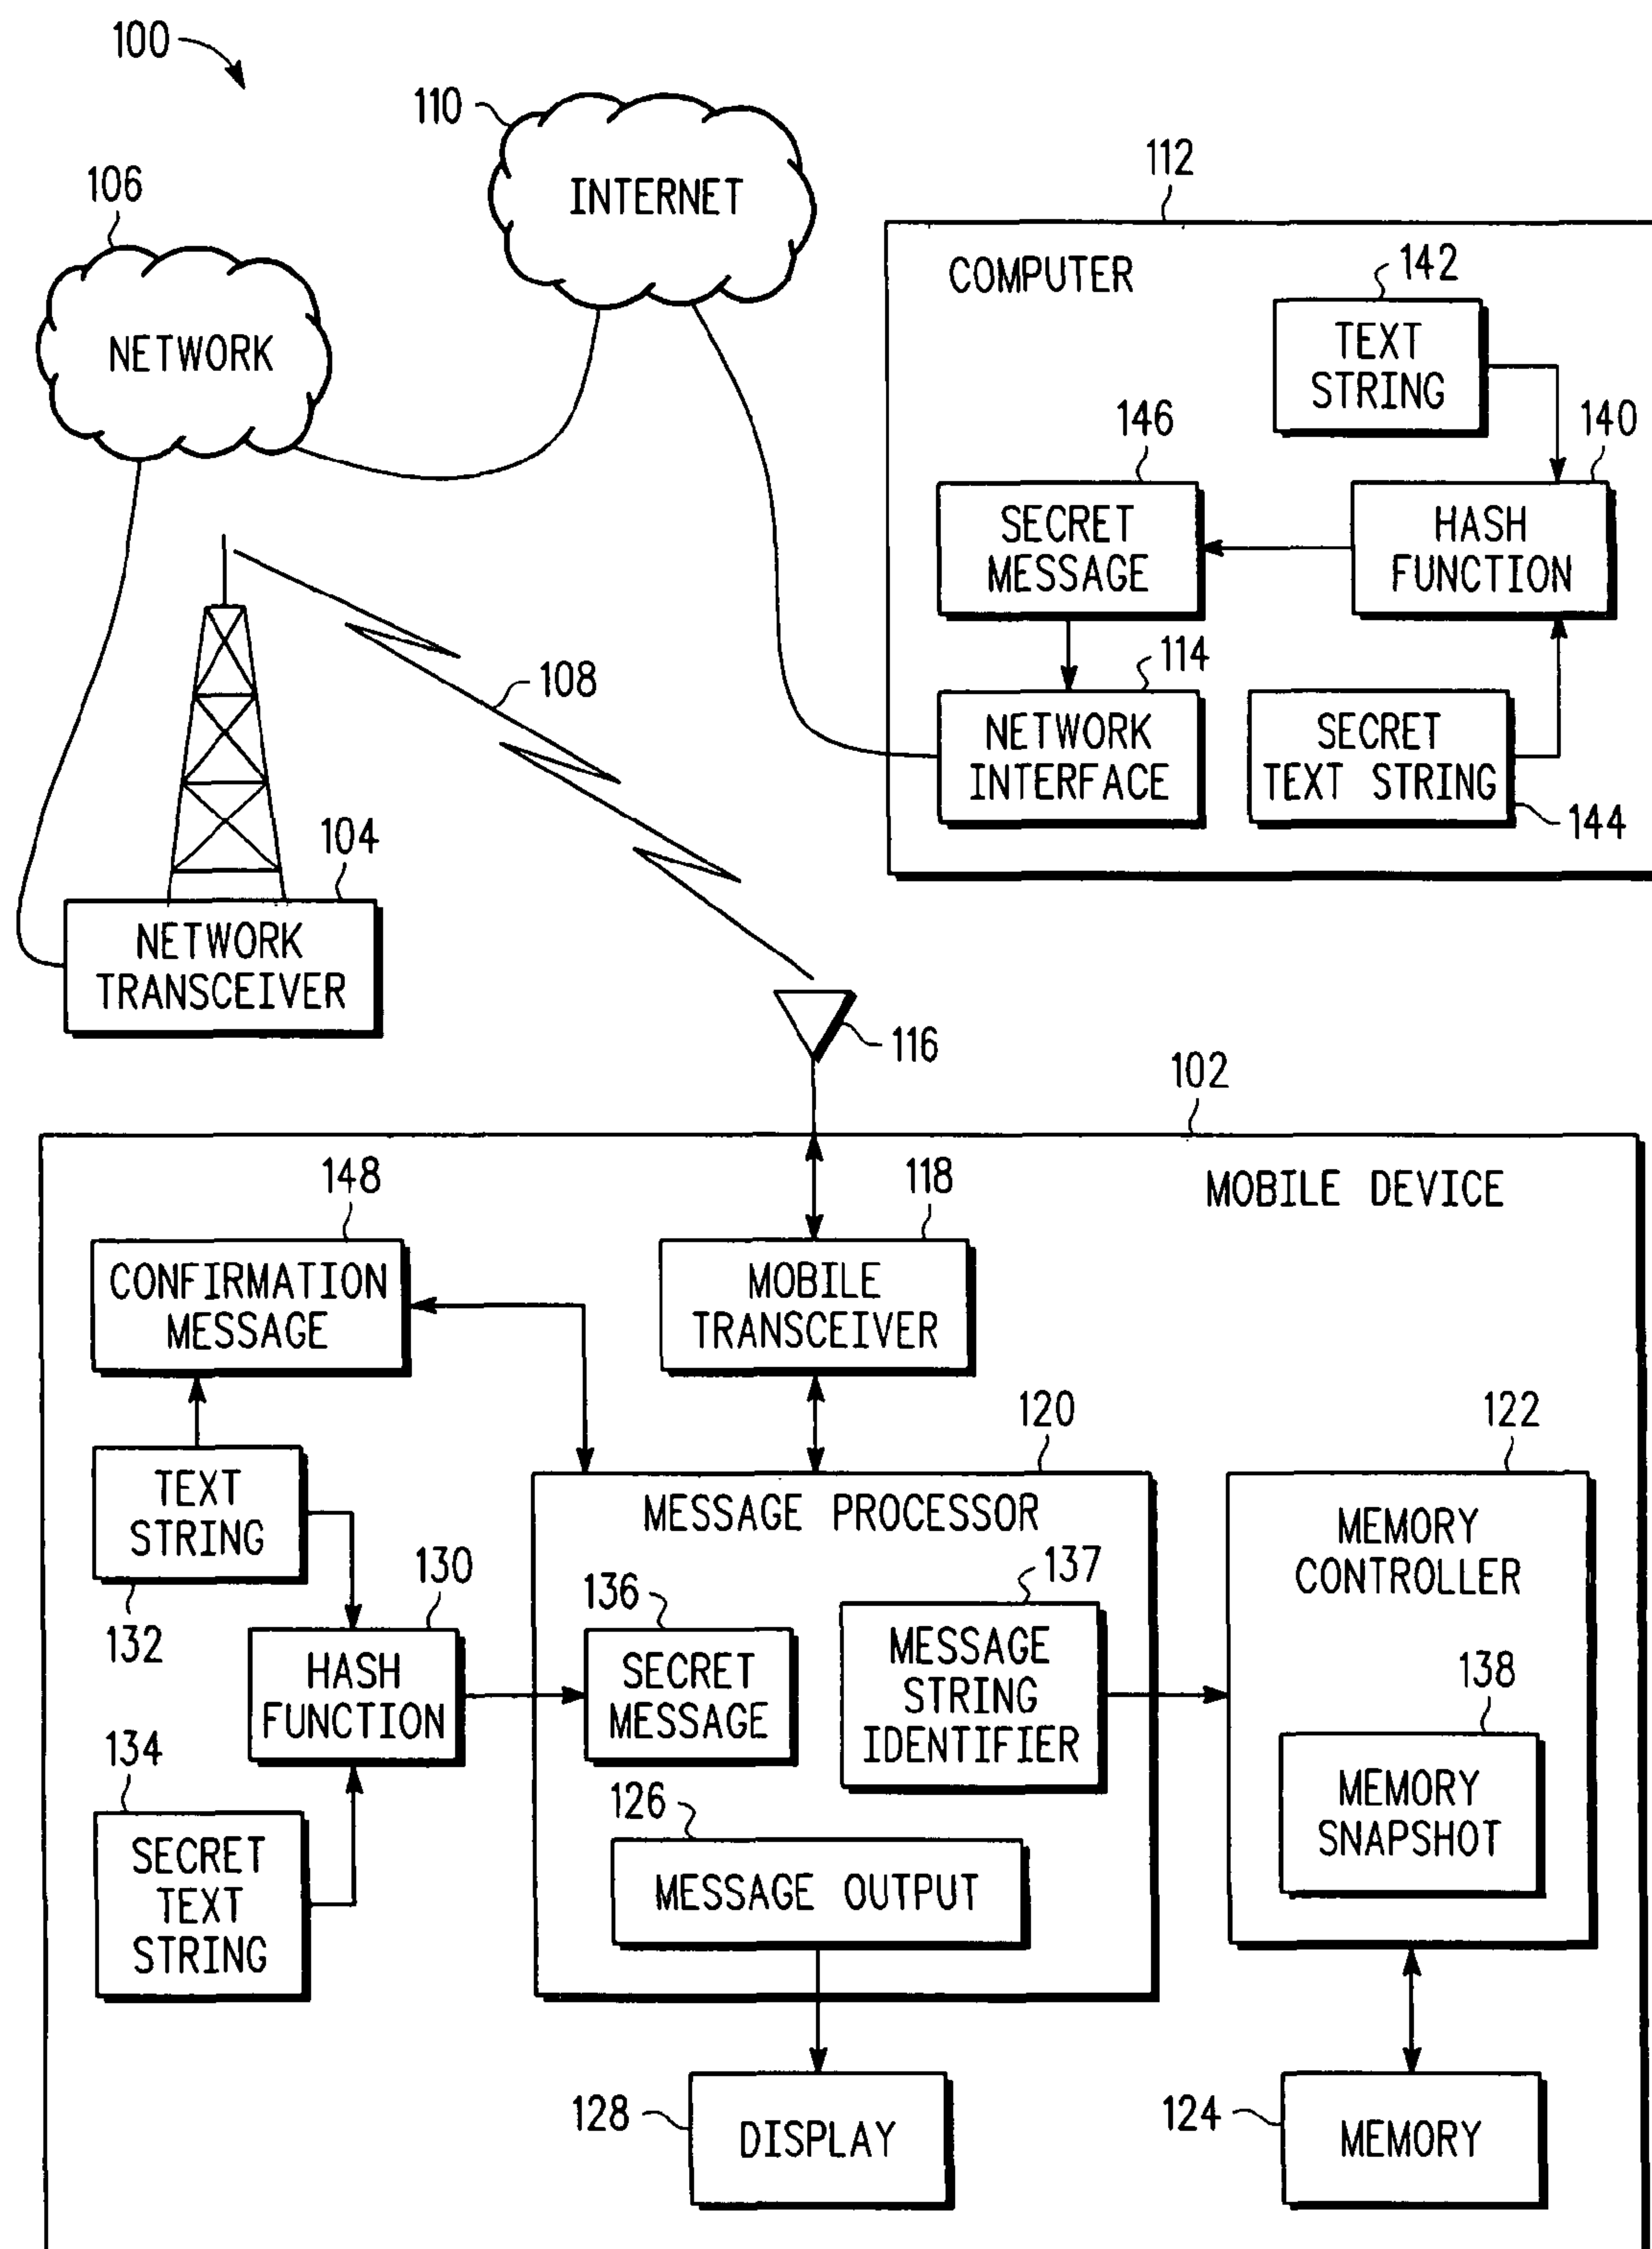 100
110
INTERNET
106
NETWORK
112
COMPUTER
142
TEXT
STRING
146
140
SECRET
MESSAGE
HASH
FUNCTION
108
114
NETWORK
INTERFACE
SECRET
TEXT STRING
144
104
NETWORK
TRANSCEIVER
116
102
MOBILE DEVICE
148
CONFIRMATION
MESSAGE
118
MOBILE
TRANSCEIVER
120
122
TEXT
STRING
132
MESSAGE PROCESSOR
MEMORY
CONTROLLER
130
HASH
FUNCTION
136
SECRET
MESSAGE
137
MESSAGE
STRING
IDENTIFIER
138
MEMORY
SNAPSHOT
134
SECRET
TEXT
STRING
126
MESSAGE OUTPUT
128
DISPLAY
124
MEMORY